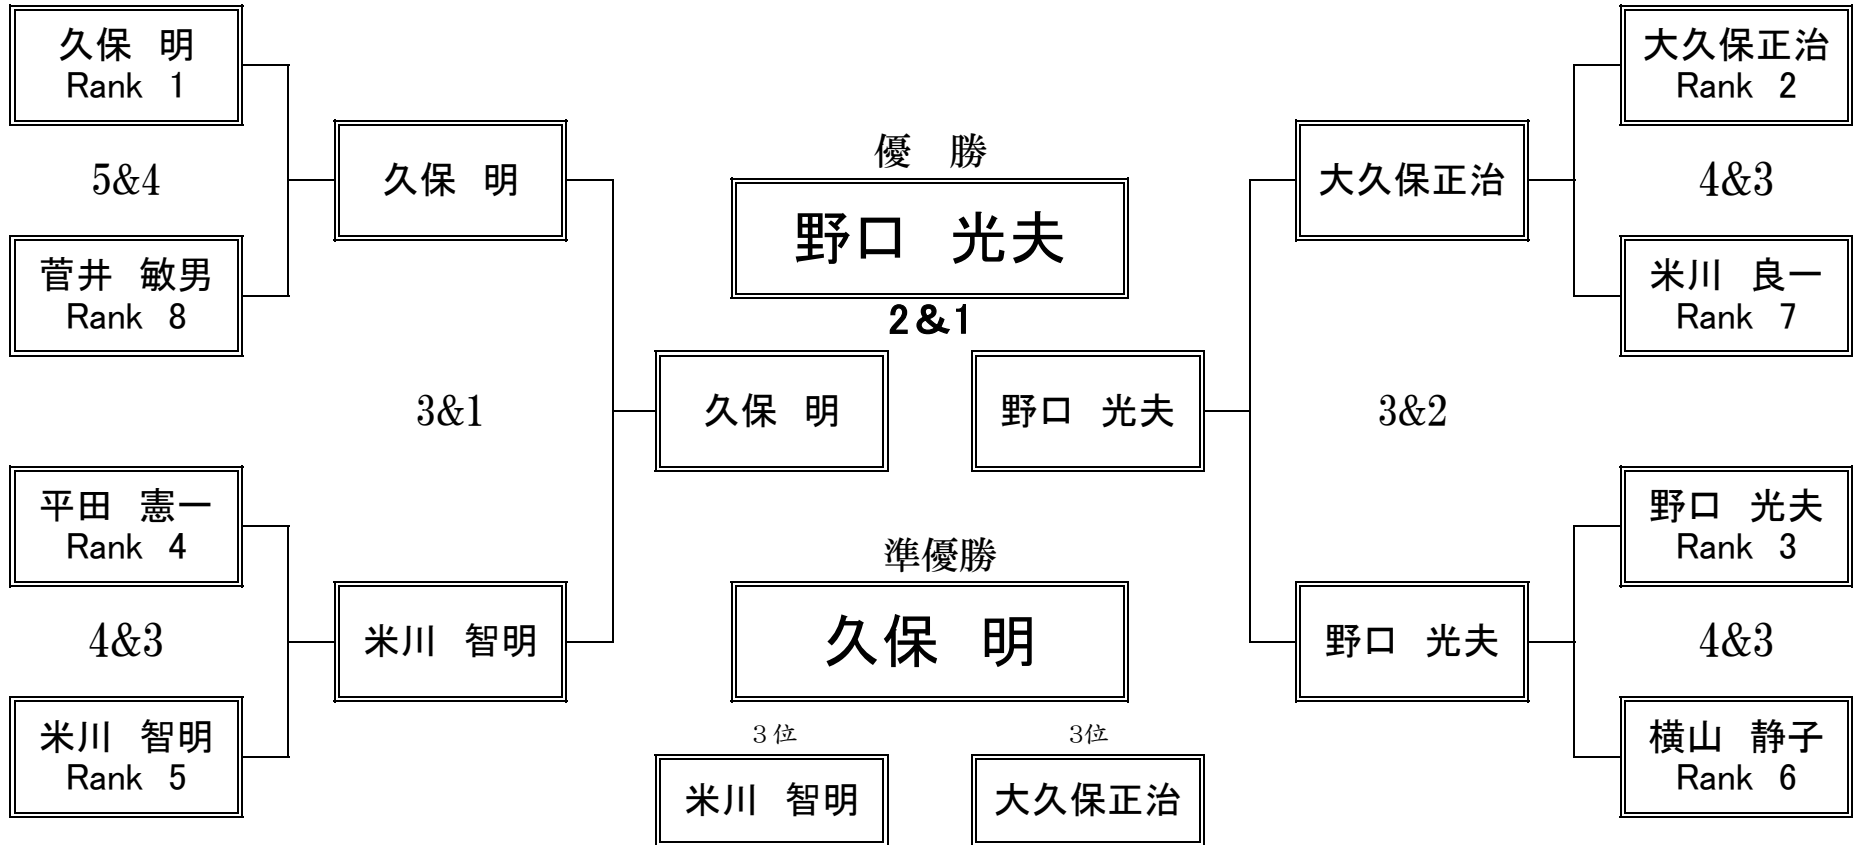 久保　明
Rank 1
5&4
菅井　敏男
Rank 8
久保　明
3&1
平田　憲一
Rank 4
4&3
米川　智明
Rank 5
米川　智明
優　勝
野口　光夫
2&1
久保　明
野口　光夫
準優勝
久保　明
３位
米川　智明
3位
大久保正治
大久保正治
3&2
野口　光夫
大久保正治
Rank 2
4&3
米川　良一
Rank 7
野口　光夫
Rank 3
4&3
横山　静子
Rank 6